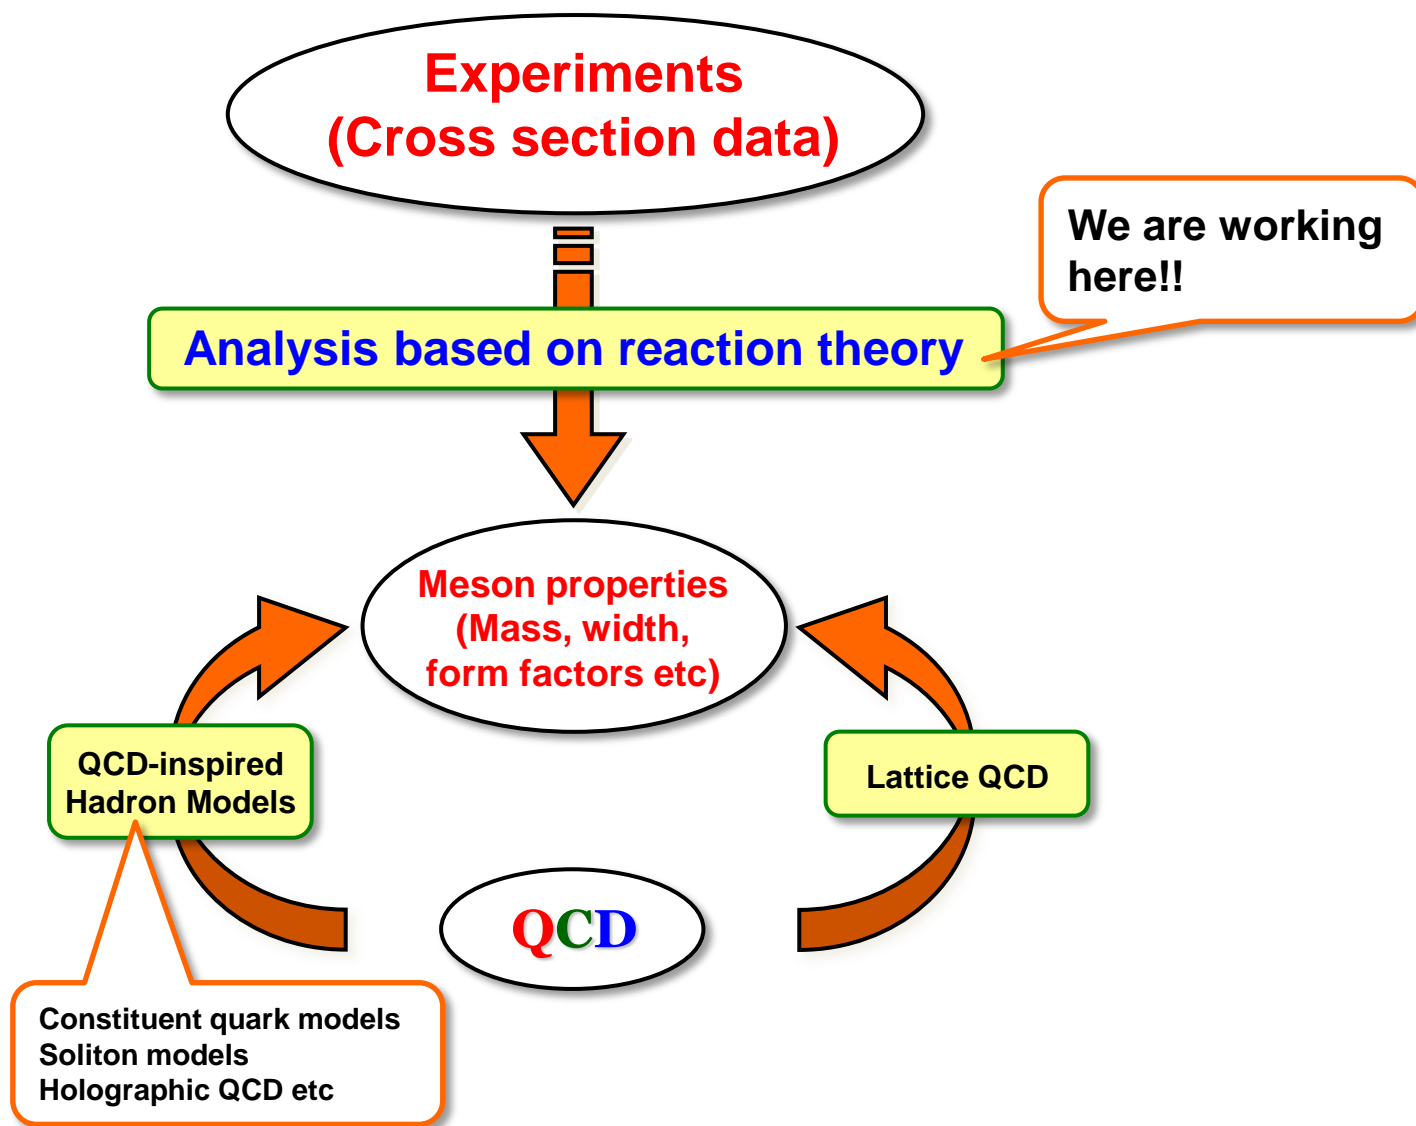 Experiments
(Cross section data)
We are working
here!!
Analysis based on reaction theory
Meson properties
(Mass, width,
form factors etc)
QCD-inspired
Hadron Models
Lattice QCD
QCD
Constituent quark models
Soliton models
Holographic QCD etc